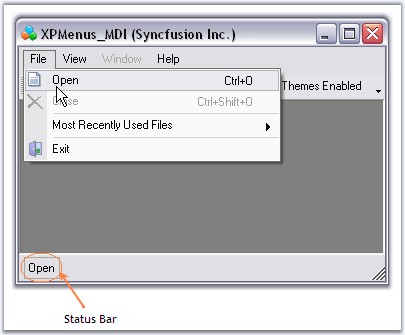 XPMenus_MDI (Syncfusion Inc.)
File View Window Help
Open Ctrl+O
Close Ctrl+Shift+O
Themes Enabled
Most Recently Used Files
Exit
Open
Status Bar